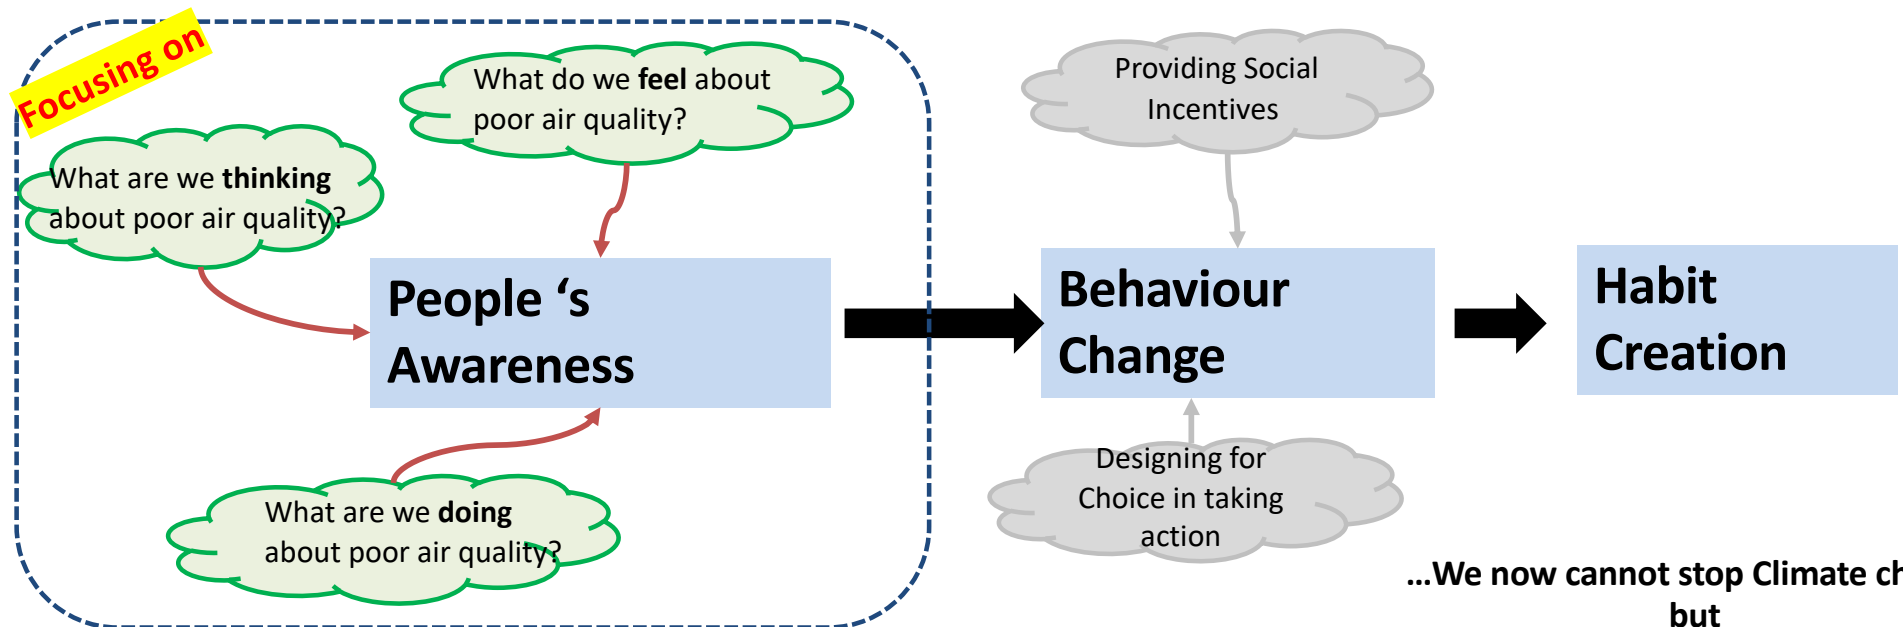 Focusing on
What do we feel about
poor air quality?
What are we thinking
about poor air quality?
What are we doing
about poor air quality?
People ‘s
Awareness
Providing Social
Incentives
Behaviour
Change
Designing for
Choice in taking
action
Habit
Creation
...We now cannot stop Climate ch
but